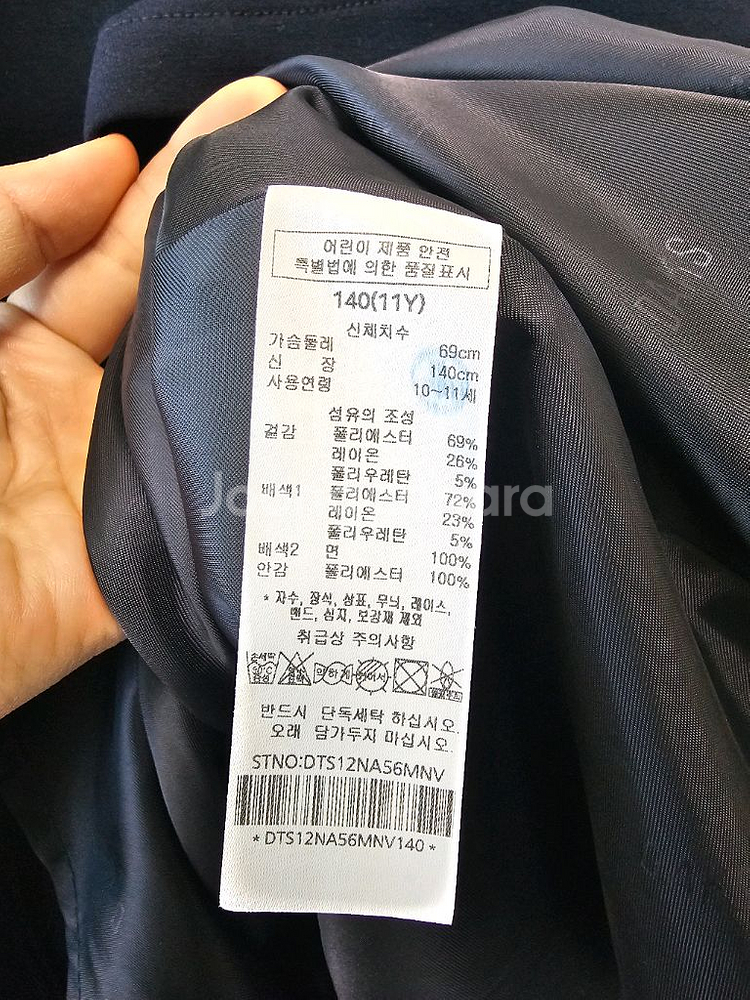 어린이 제품 안전
특별법에 의한 품질표시
140(11Y)
신체치수
가슴둘레 69cm
신 장 140cm
사용연령 10~11세
섬유의 조성
겉감 폴리에스터 69%
레이온 26%
폴리우레탄 5%
배색1 폴리에스터 72%
레이온 23%
폴리우레탄 5%
배색2 면 100%
안감 폴리에스터 100%
* 자수, 장식, 상표, 무늬, 레이스,
밴드, 심지, 보강재 제외
취급상 주의사항
손세탁 약하게
반드시 단독세탁 하십시오.
오래 담가두지 마십시오.
STNO:DTS12NA56MNV
* DTS12NA56MNV140 *